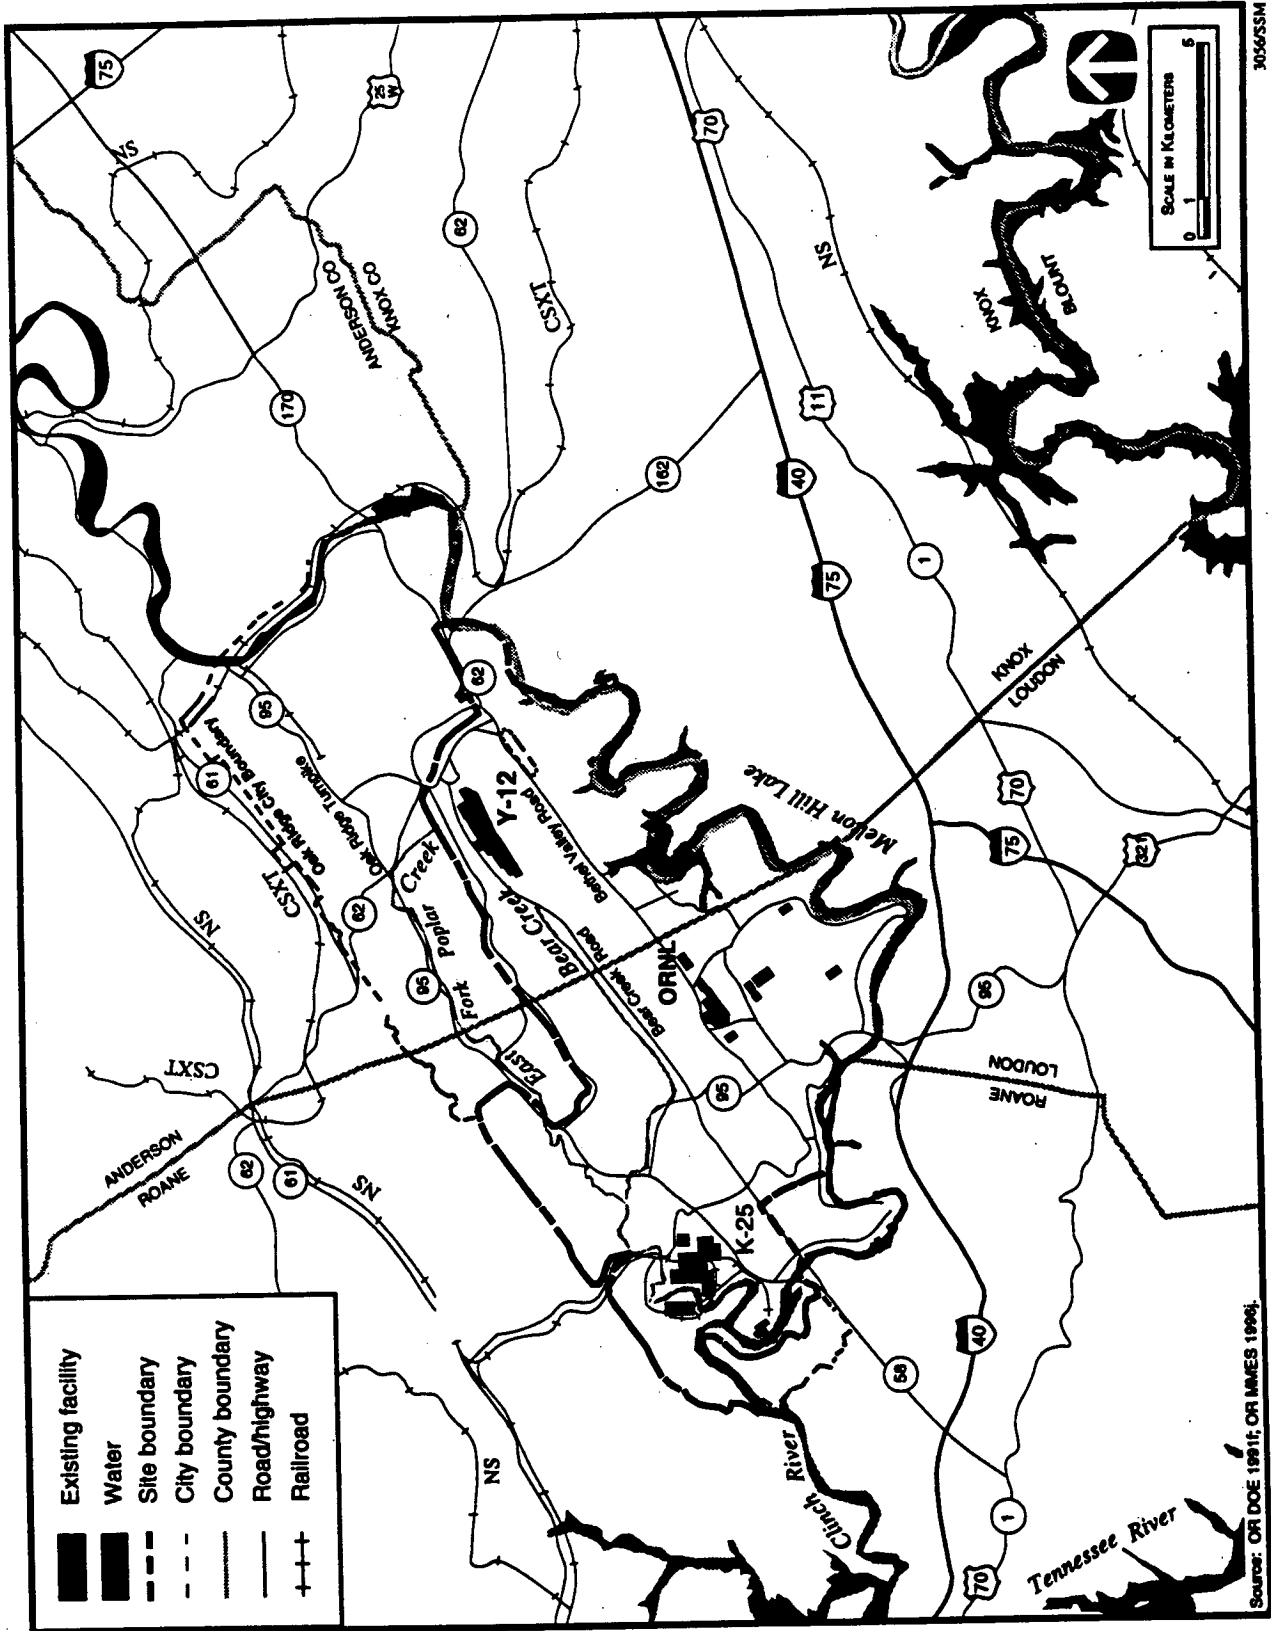 Existing facility
Water
Site boundary
City boundary
County boundary
Road/highway
Railroad
ANDERSON
ROANE
62
61
NS
CSXT
NS
NS
CSXT
62
61
Oak Ridge City Boundary
95
Oak Ridge Turnpike
95
East
Fork
Poplar
Creek
Bear Creek
Y-12
62
Bear Creek Road
Bethel Valley Road
ORNL
95
K-25
58
Clinch
River
40
1
70
Tennessee River
ROANE
LOUDON
95
321
75
70
KNOX
LOUDON
Melton Hill Lake
75
40
1
11
162
170
ANDERSON CO
KNOX CO
NS
75
25
W
62
CSXT
70
NS
KNOX
BLOUNT
SCALE IN KILOMETERS
0 1 5
Source: OR DOE 1991f; OR MMES 1996j.
3056/SSM